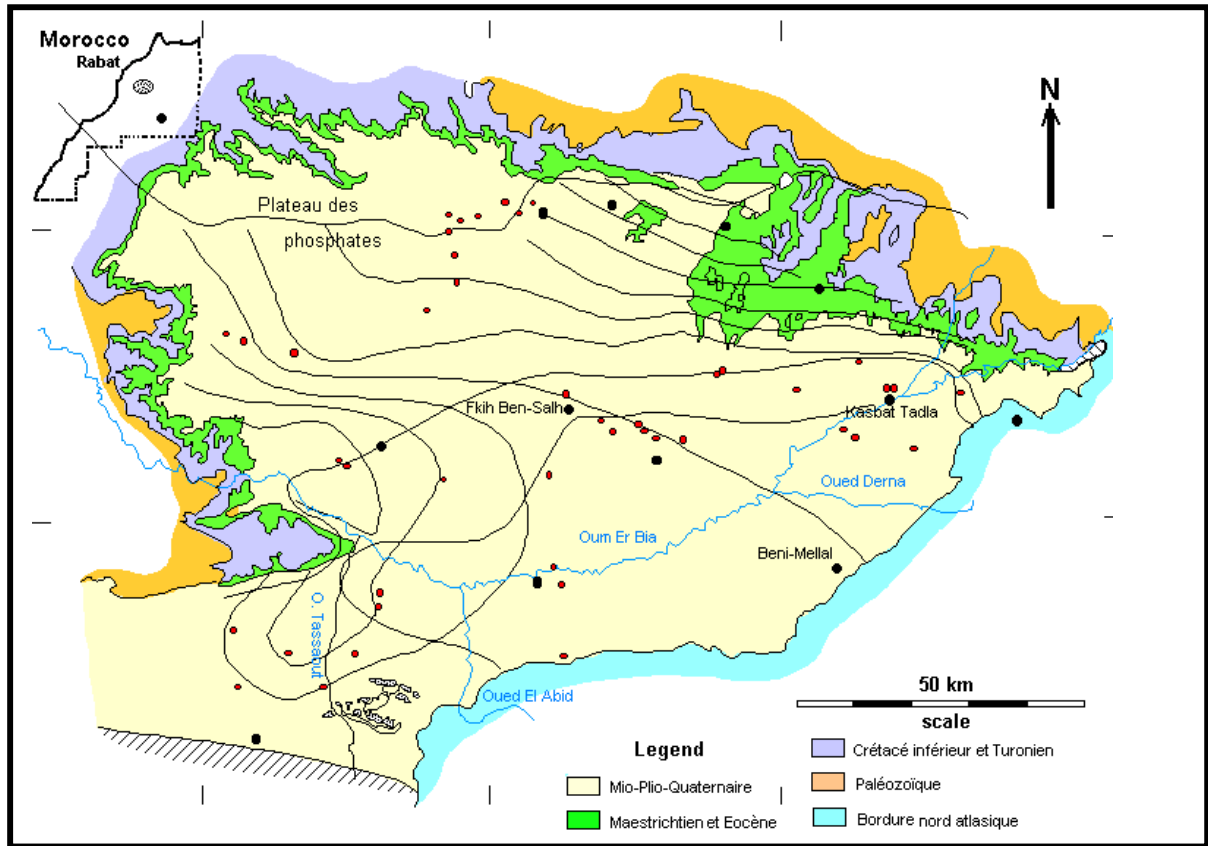 Morocco
Rabat
N
Plateau des
phosphates
Fkih Ben-Salh
Kasbat Tadla
Oued Derna
Oum Er Bia
Beni-Mellal
O. Tassaout
Oued El Abid
50 km
scale
Legend
Mio-Plio-Quaternaire
Maestrichtien et Eocène
Crétacé inférieur et Turonien
Paléozoïque
Bordure nord atlasique